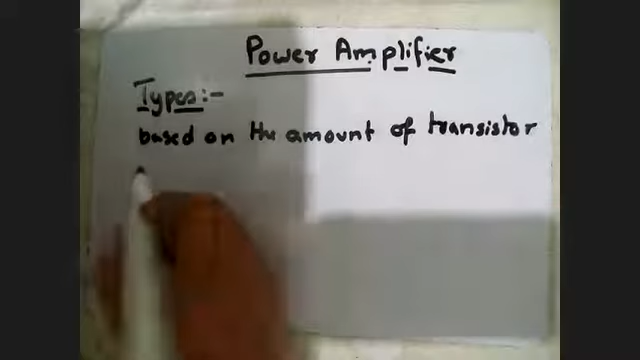 Power Amplifier
Types:-
based on the amount of transistor